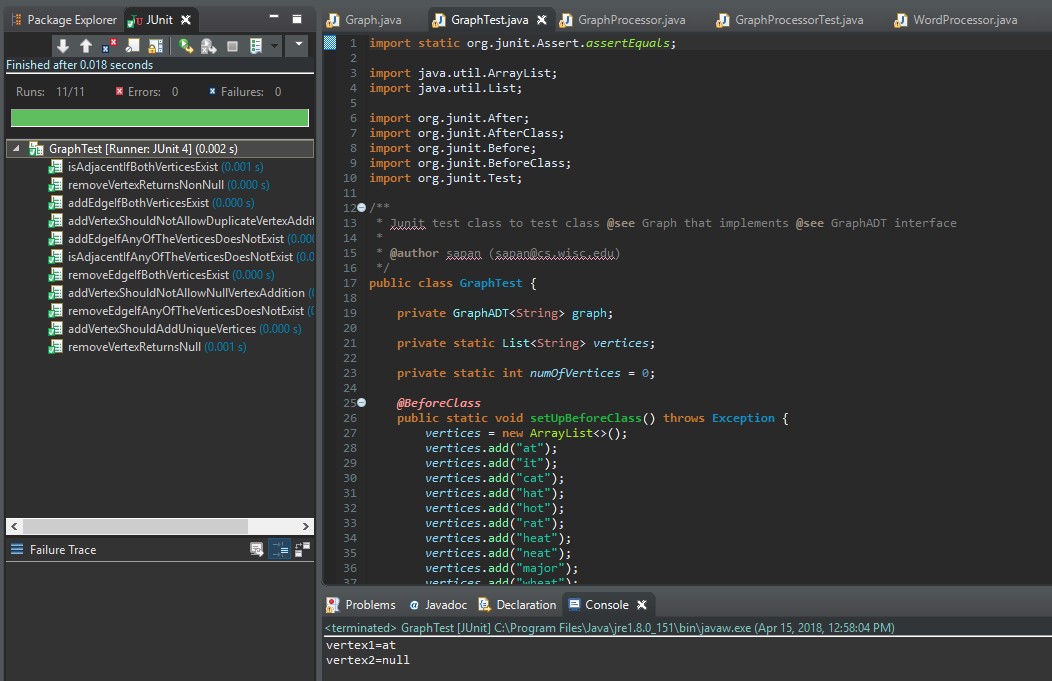 Package Explorer
JUnit
Finished after 0.018 seconds
Runs: 11/11 Errors: 0 Failures: 0
GraphTest [Runner: JUnit 4] (0.002 s)
isAdjacentIfBothVerticesExist (0.001 s)
removeVertexReturnsNonNull (0.000 s)
addEdgeIfBothVerticesExist (0.000 s)
addVertexShouldNotAllowDuplicateVertexAddit
addEdgeIfAnyOfTheVerticesDoesNotExist (0.000
isAdjacentIfAnyOfTheVerticesDoesNotExist (0.0
removeEdgeIfBothVerticesExist (0.000 s)
addVertexShouldNotAllowNullVertexAddition (
removeEdgeIfAnyOfTheVerticesDoesNotExist (0
addVertexShouldAddUniqueVertices (0.000 s)
removeVertexReturnsNull (0.001 s)
Failure Trace
Graph.java GraphTest.java GraphProcessor.java GraphProcessorTest.java WordProcessor.java
1 import static org.junit.Assert.assertEquals;
2
3 import java.util.ArrayList;
4 import java.util.List;
5
6 import org.junit.After;
7 import org.junit.AfterClass;
8 import org.junit.Before;
9 import org.junit.BeforeClass;
10 import org.junit.Test;
11
12 /**
13 * Junit test class to test class @see Graph that implements @see GraphADT interface
14 *
15 * @author sapan (sapan@cs.wisc.edu)
16 */
17 public class GraphTest {
18
19 private GraphADT<String> graph;
20
21 private static List<String> vertices;
22
23 private static int numOfVertices = 0;
24
25 @BeforeClass
26 public static void setUpBeforeClass() throws Exception {
27 vertices = new ArrayList<>();
28 vertices.add("at");
29 vertices.add("it");
30 vertices.add("cat");
31 vertices.add("hat");
32 vertices.add("hot");
33 vertices.add("rat");
34 vertices.add("heat");
35 vertices.add("neat");
36 vertices.add("major");
37 vertices.add("wheat");
Problems Javadoc Declaration Console
<terminated> GraphTest [JUnit] C:\Program Files\Java\jre1.8.0_151\bin\javaw.exe (Apr 15, 2018, 12:58:04 PM)
vertex1=at
vertex2=null